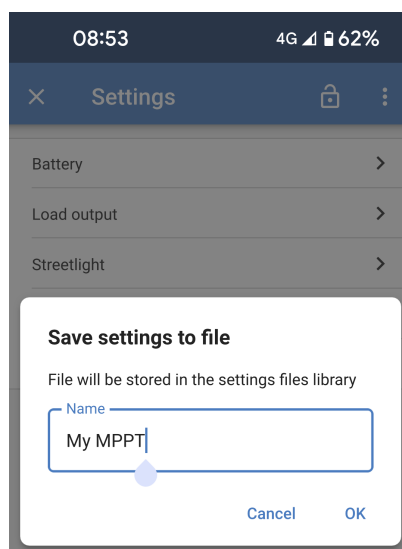 08:53 4G 62%
Settings
Battery
Load output
Streetlight
Save settings to file
File will be stored in the settings files library
Name
My MPPT
Cancel OK